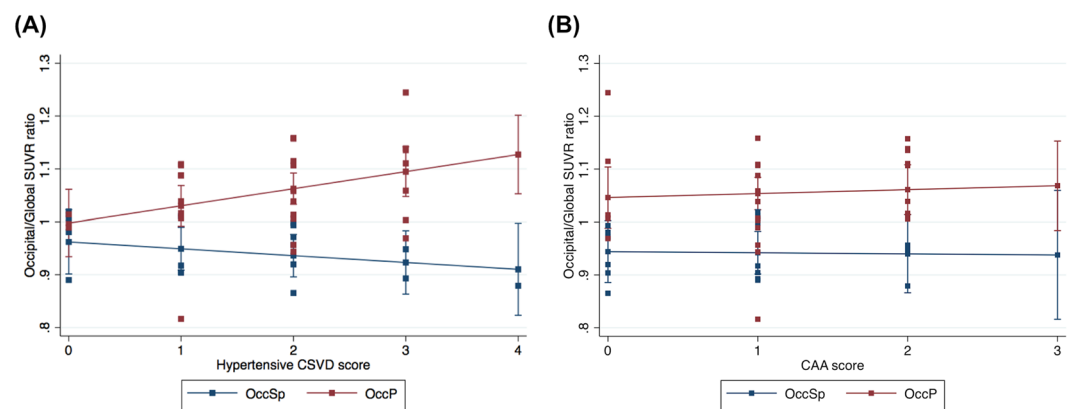 (A)
Occipital/Global SUVR ratio
1.3
1.2
1.1
1
.9
.8
0 1 2 3 4
Hypertensive CSVD score
OccSp OccP
(B)
Occipital/Global SUVR ratio
1.3
1.2
1.1
1
.9
.8
0 1 2 3
CAA score
OccSp OccP